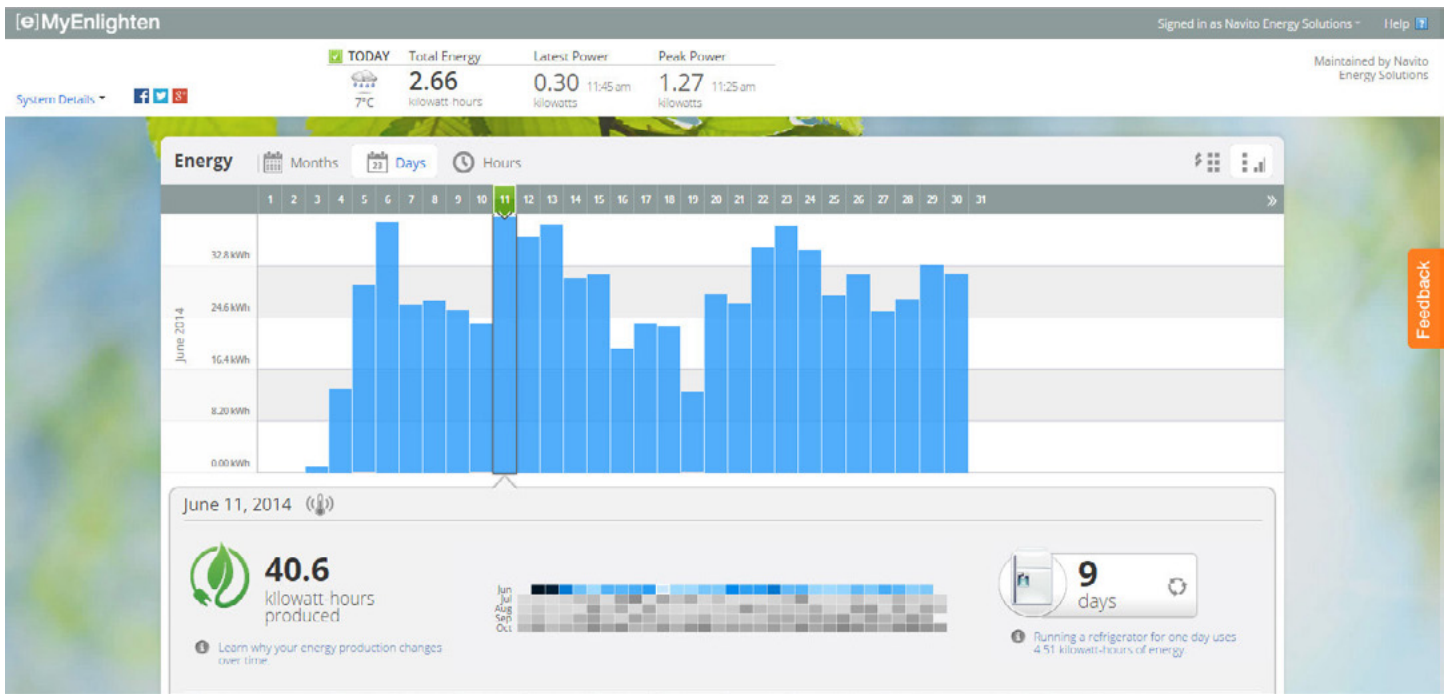 [e] MyEnlighten
Signed in as Navito Energy Solutions
Help ?
TODAY Total Energy Latest Power Peak Power
2.66 0.30 11:45 am 1.27 11:25 am
7°C kilowatt-hours kilowatts kilowatts
Maintained by Navito
Energy Solutions
System Details
Energy Months 23 Days Hours
$
1 2 3 4 5 6 7 8 9 10 11 12 13 14 15 16 17 18 19 20 21 22 23 24 25 26 27 28 29 30 31 »
32.8 kWh
24.6 kWh
16.4 kWh
8.20 kWh
0.00 kWh
June 2014
Feedback
June 11, 2014
40.6
kilowatt-hours
produced
Learn why your energy production changes
over time
Jun
Jul
Aug
Sep
Oct
9
days
Running a refrigerator for one day uses
4.51 kilowatt-hours of energy.